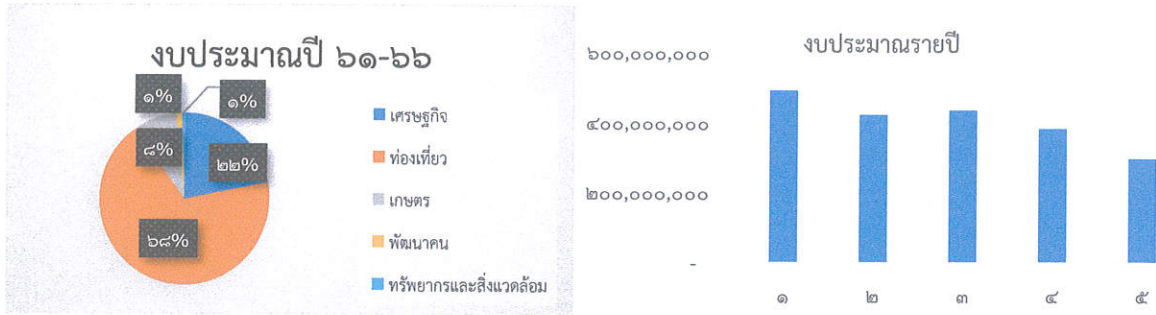 งบประมาณปี ๖๑-๖๖
๑%
๑%
๘%
๒๒%
๖๘%
เศรษฐกิจ
ท่องเที่ยว
เกษตร
พัฒนาคน
ทรัพยากรและสิ่งแวดล้อม
งบประมาณรายปี
๖๐๐,๐๐๐,๐๐๐
๔๐๐,๐๐๐,๐๐๐
๒๐๐,๐๐๐,๐๐๐
-
๑ ๒ ๓ ๔ ๕